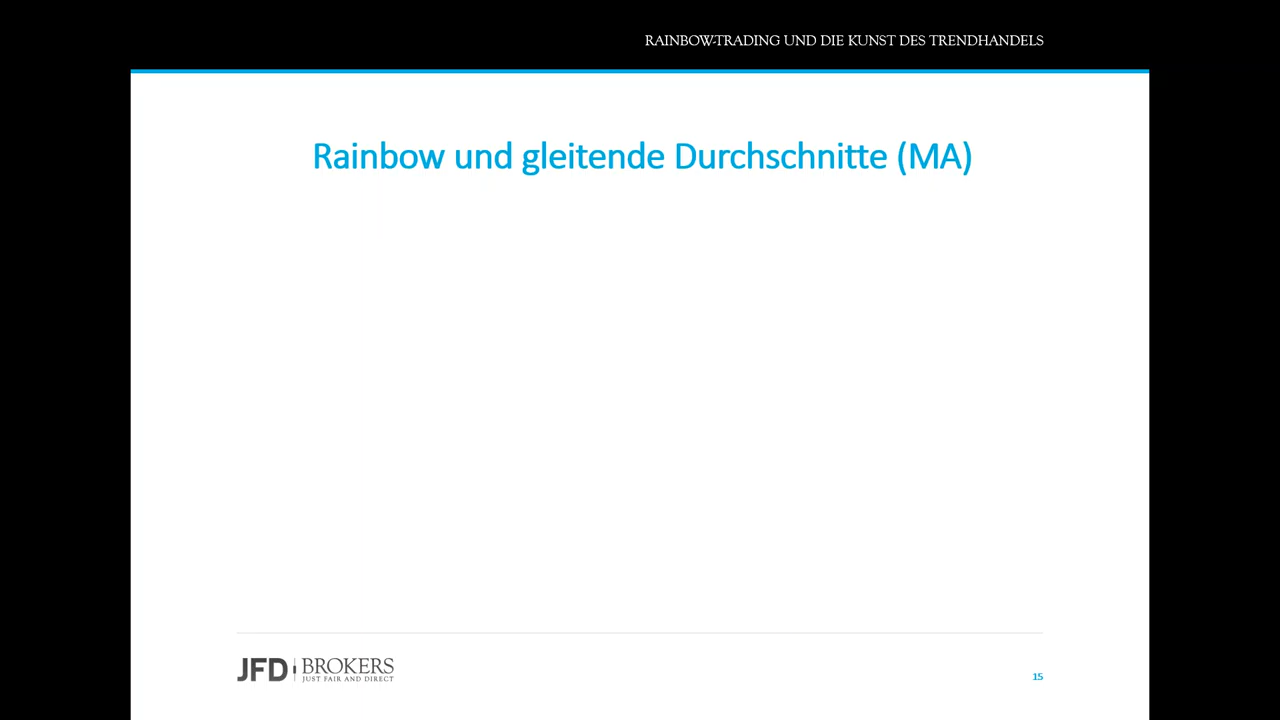 RAINBOW-TRADING UND DIE KUNST DES TRENDHANDELS
Rainbow und gleitende Durchschnitte (MA)
JFD BROKERS
JUST FAIR AND DIRECT
15